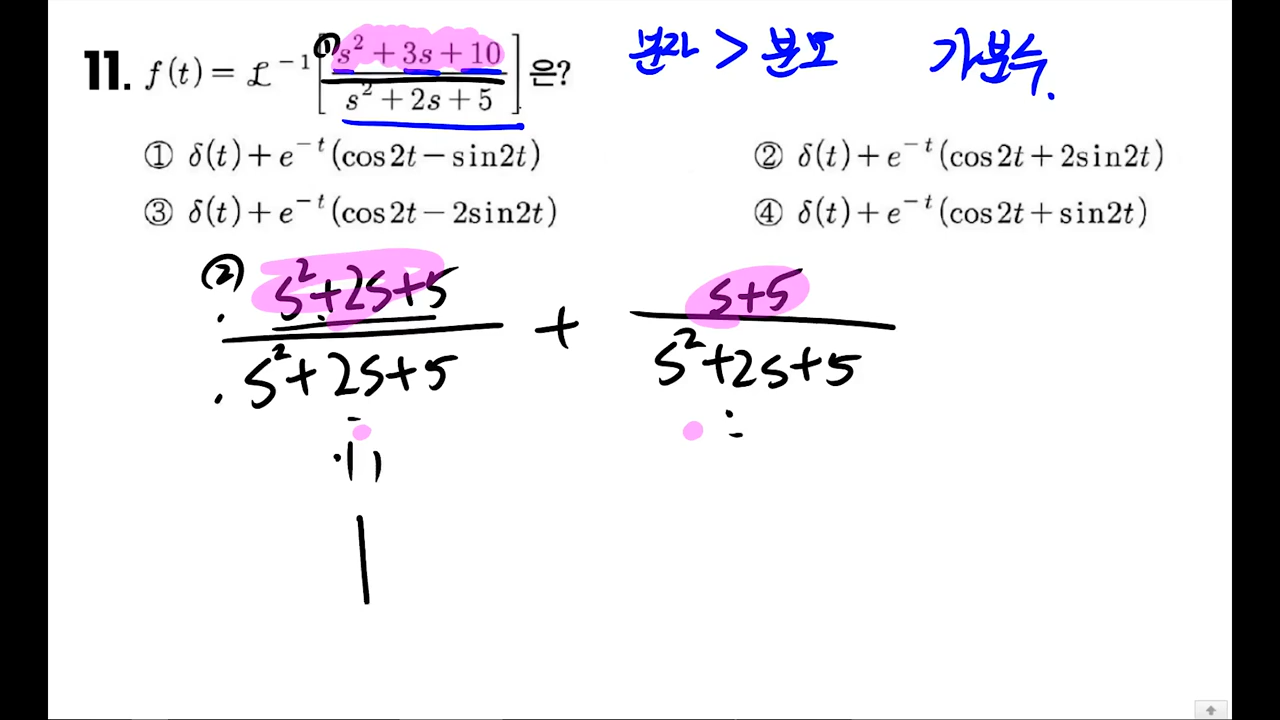 11. f(t) = £⁻¹[(s² + 3s + 10)/(s² + 2s + 5)] 은?
(1)
분자 > 분모 가분수.
① δ(t) + e^{-t}(cos2t - sin2t) ② δ(t) + e^{-t}(cos2t + 2sin2t)
③ δ(t) + e^{-t}(cos2t - 2sin2t) ④ δ(t) + e^{-t}(cos2t + sin2t)
(2) (s²+2s+5)/(s²+2s+5) + (s+5)/(s²+2s+5)
1